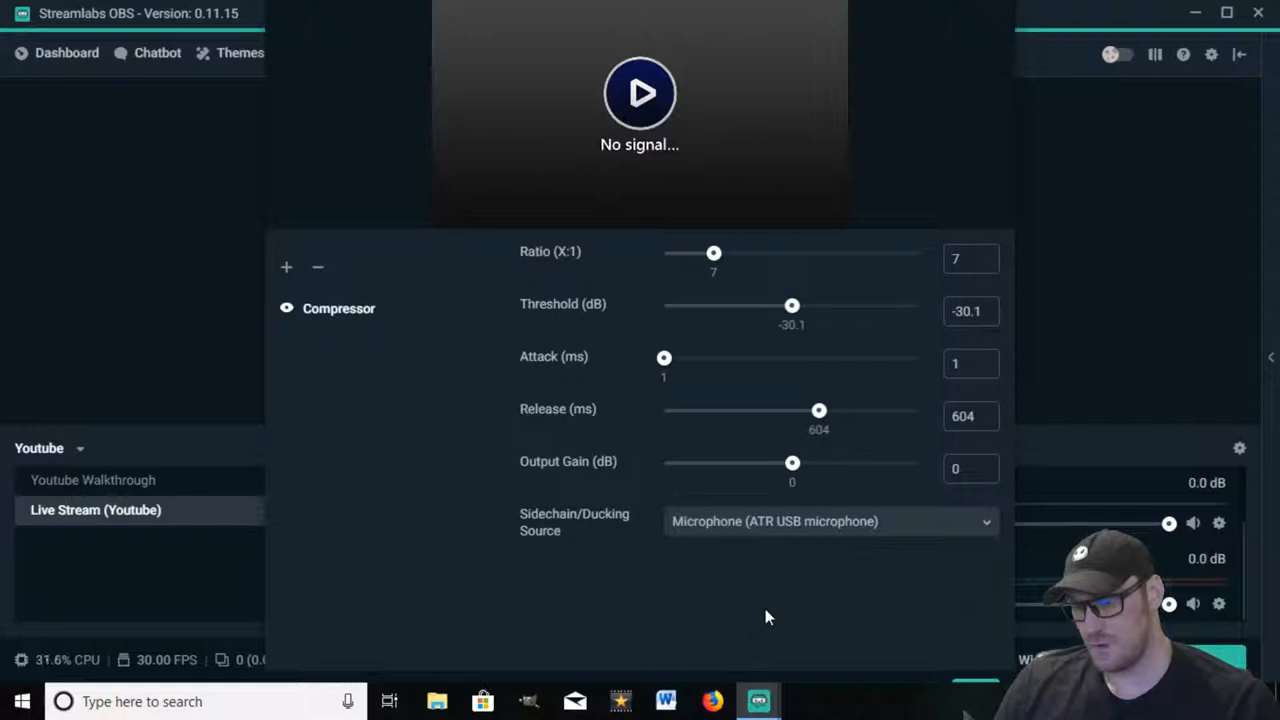 Streamlabs OBS - Version: 0.11.15
Dashboard Chatbot Themes
No signal...
Compressor
Ratio (X:1) 7
7
Threshold (dB) -30.1
-30.1
Attack (ms) 1
1
Release (ms) 604
604
Output Gain (dB) 0
0
Sidechain/Ducking
Source
Microphone (ATR USB microphone)
Youtube
Youtube Walkthrough
Live Stream (Youtube)
0.0 dB
0.0 dB
31.6% CPU 30.00 FPS 0 (0.
Type here to search